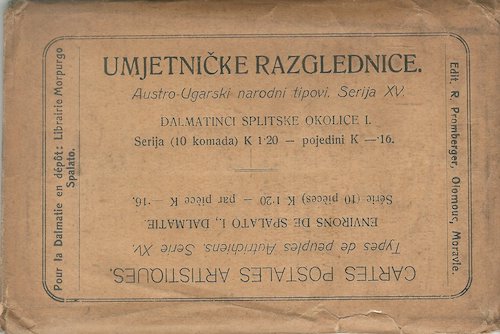 UMJETNIČKE RAZGLEDNICE.
Austro-Ugarski narodni tipovi. Serija XV.
DALMATINCI SPLITSKE OKOLICE I.
Serija (10 komada) K 1·20 — pojedini K —·16.
CARTES POSTALES ARTISTIQUES.
Types de peuples Autrichiens. Serie XV.
ENVIRONS DE SPALATO I., DALMATIE.
Série (10 pièces) K 1·20 — par pièce K —·16.
Pour la Dalmatie en dépôt: Librairie Morpurgo
Spalato.
Edit. R. Promberger, Olomouc, Moravie.